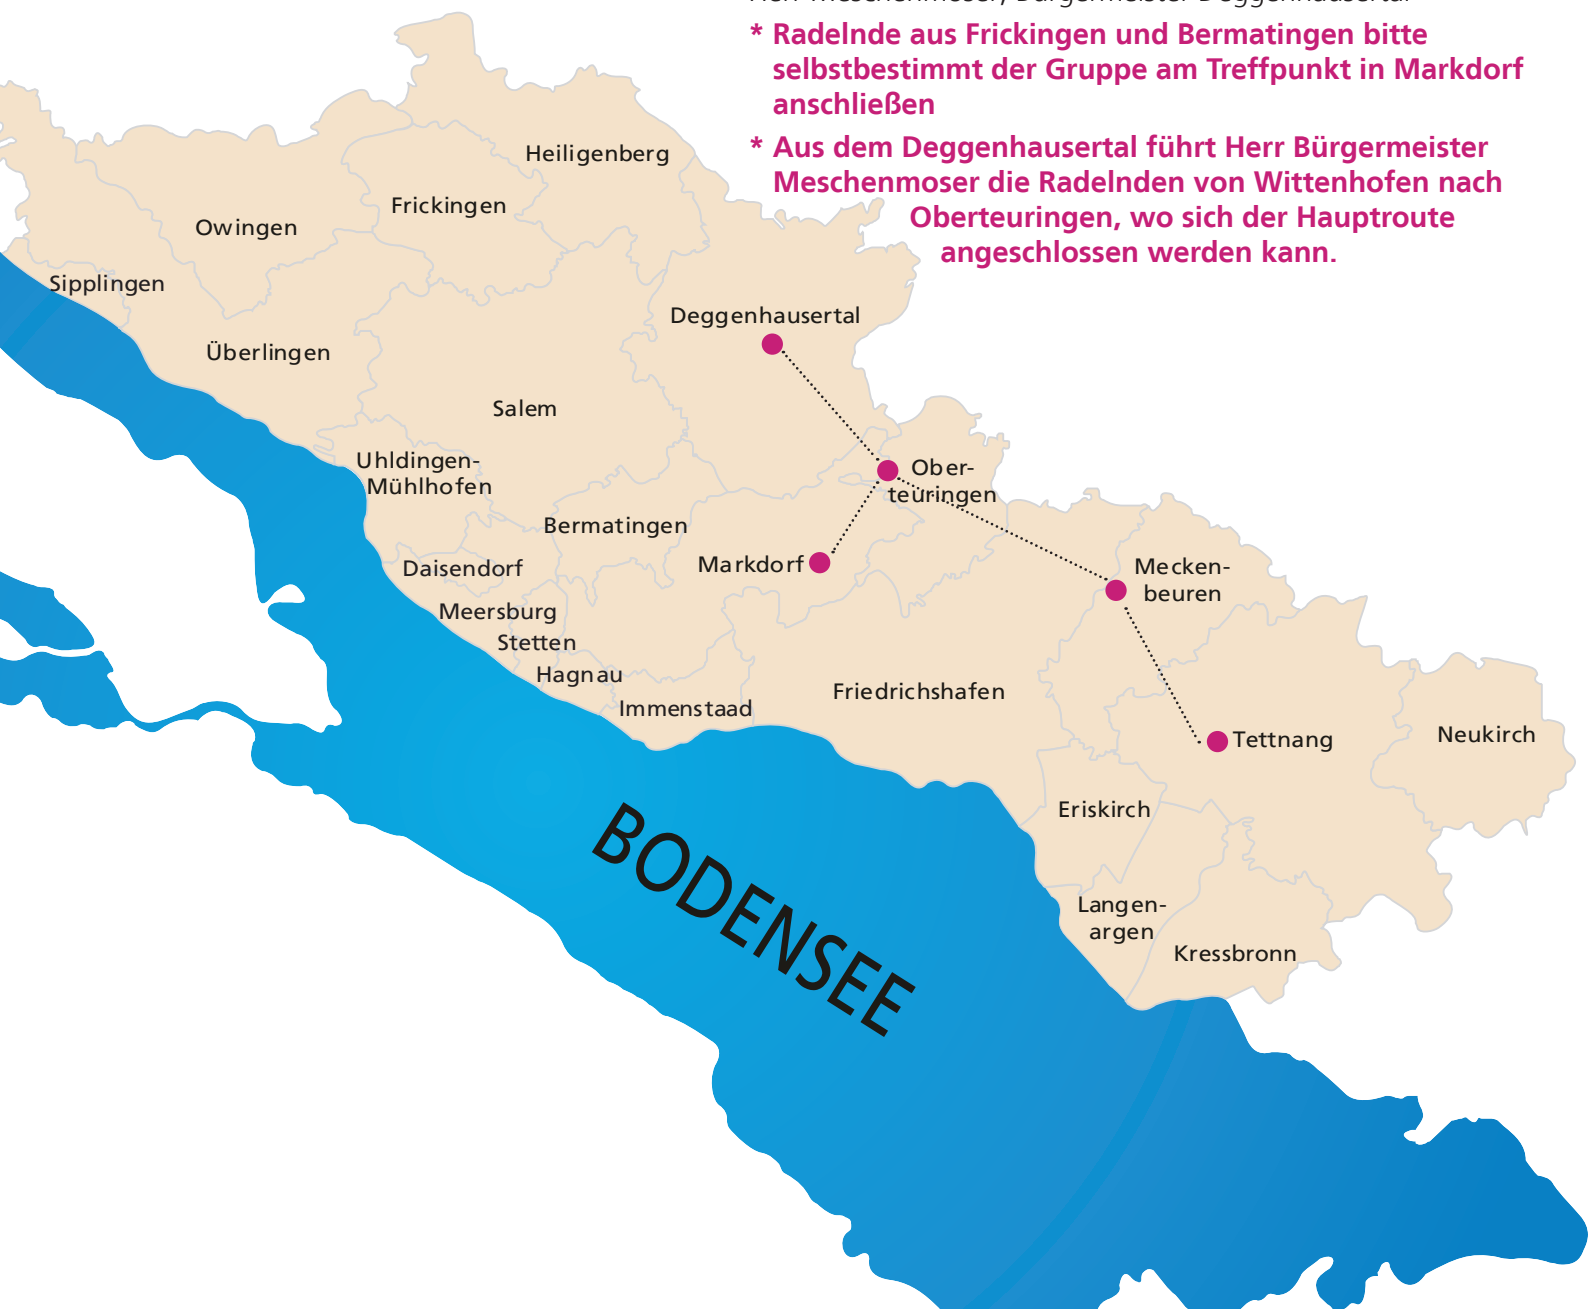 * Radelnde aus Frickingen und Bermatingen bitte
selbstbestimmt der Gruppe am Treffpunkt in Markdorf
anschließen
* Aus dem Deggenhausertal führt Herr Bürgermeister
Meschenmoser die Radelnden von Wittenhofen nach
Oberteuringen, wo sich der Hauptroute
angeschlossen werden kann.
Heiligenberg
Frickingen
Owingen
Sipplingen
Deggenhausertal
Überlingen
Salem
Uhldingen-
Mühlhofen
Ober-
teuringen
Bermatingen
Markdorf
Daisendorf
Mecken-
beuren
Meersburg
Stetten
Hagnau
Immenstaad
Friedrichshafen
Tettnang
Neukirch
Eriskirch
Langen-
argen
Kressbronn
BODENSEE